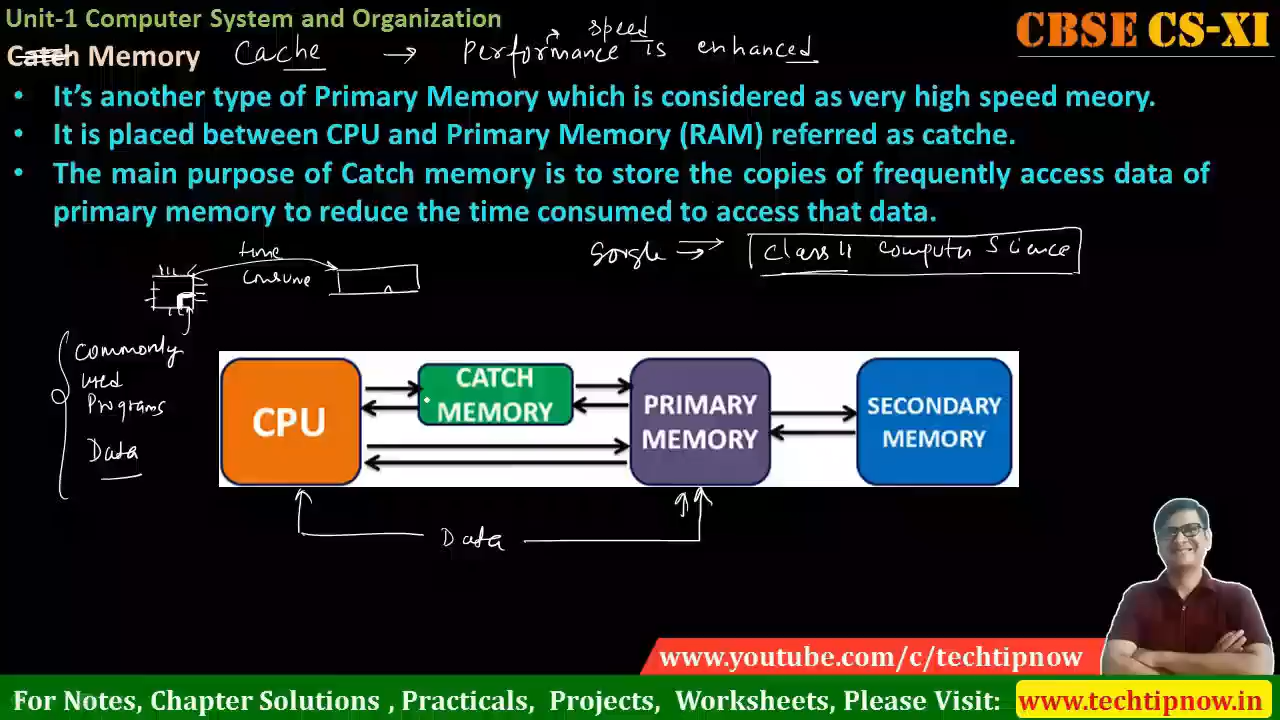 Unit-1 Computer System and Organization
CBSE CS-XI
Catch Memory Cache → Performance speed is enhanced
• It's another type of Primary Memory which is considered as very high speed meory.
• It is placed between CPU and Primary Memory (RAM) referred as catche.
• The main purpose of Catch memory is to store the copies of frequently access data of
primary memory to reduce the time consumed to access that data.
time
consume
Google → Class 11 Computer Science
Commonly
used
Programs
Data
CPU
CATCH
MEMORY
PRIMARY
MEMORY
SECONDARY
MEMORY
Data
www.youtube.com/c/techtipnow
For Notes, Chapter Solutions , Practicals, Projects, Worksheets, Please Visit: www.techtipnow.in